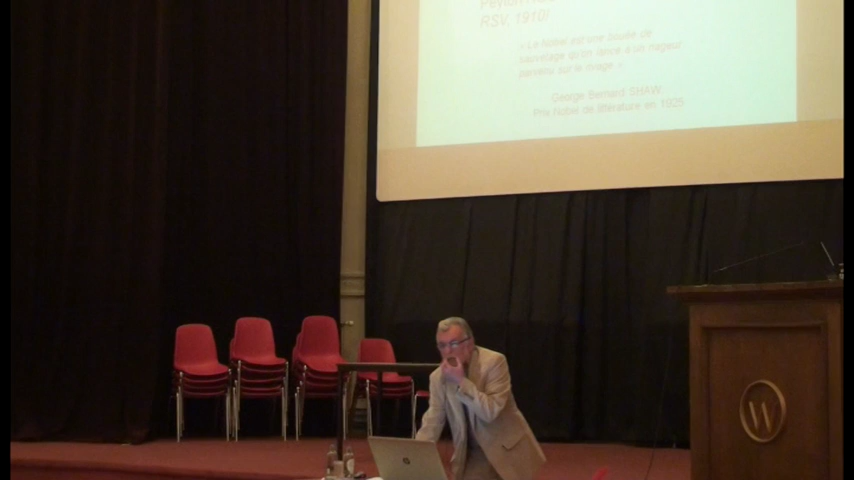 Peyton
RSV, 1910)
« Le Nobel est une bouée de
sauvetage qu'on lance à un nageur
parvenu sur le rivage »
George Bernard SHAW
Prix Nobel de littérature en 1925
W